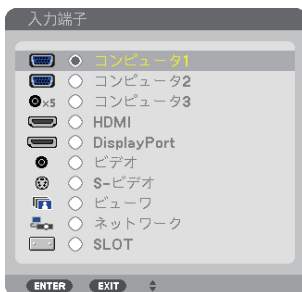 入力端子
コンピュータ1
コンピュータ2
×5 コンピュータ3
HDMI
DisplayPort
ビデオ
S-ビデオ
ビューワ
ネットワーク
SLOT
ENTER EXIT